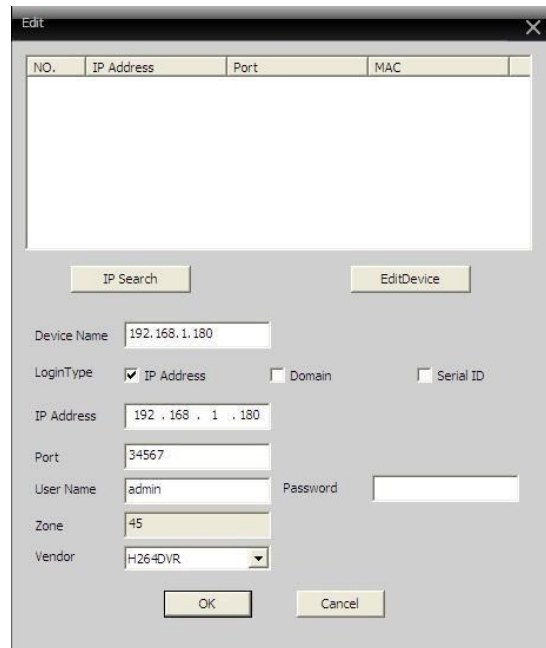 Edit
NO. IP Address Port MAC
IP Search EditDevice
Device Name 192.168.1.180
LoginType IP Address Domain Serial ID
IP Address 192 . 168 . 1 . 180
Port 34567
User Name admin Password
Zone 45
Vendor H264DVR
OK Cancel